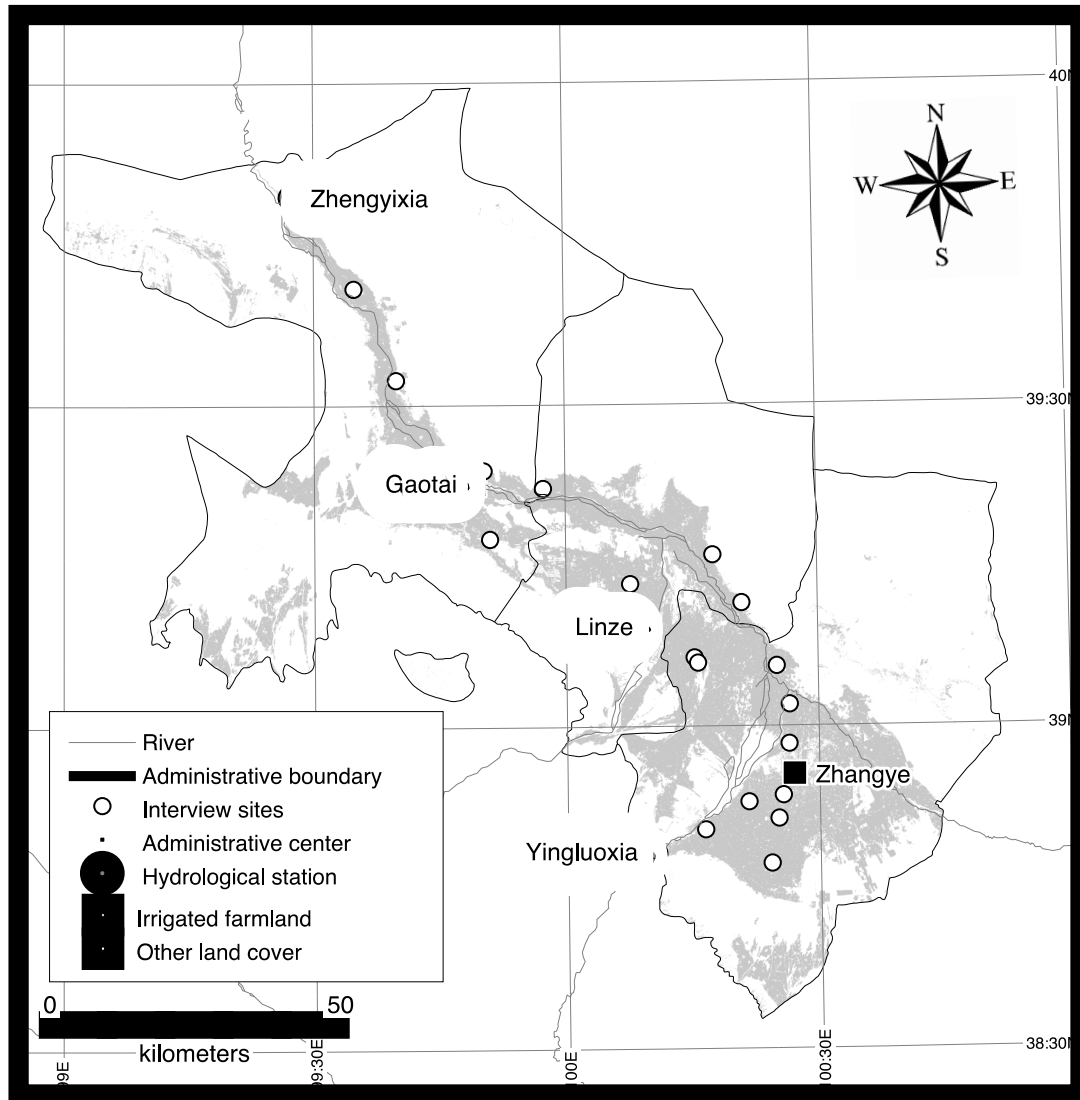 40N
N
W
E
S
Zhengyixia
39:30N
Gaotai
Linze
39N
River
Administrative boundary
Zhangye
Interview sites
Administrative center
Yingluoxia
Hydrological station
Irrigated farmland
Other land cover
0 50
kilometers
38:30N
99E
99:30E
100E
100:30E